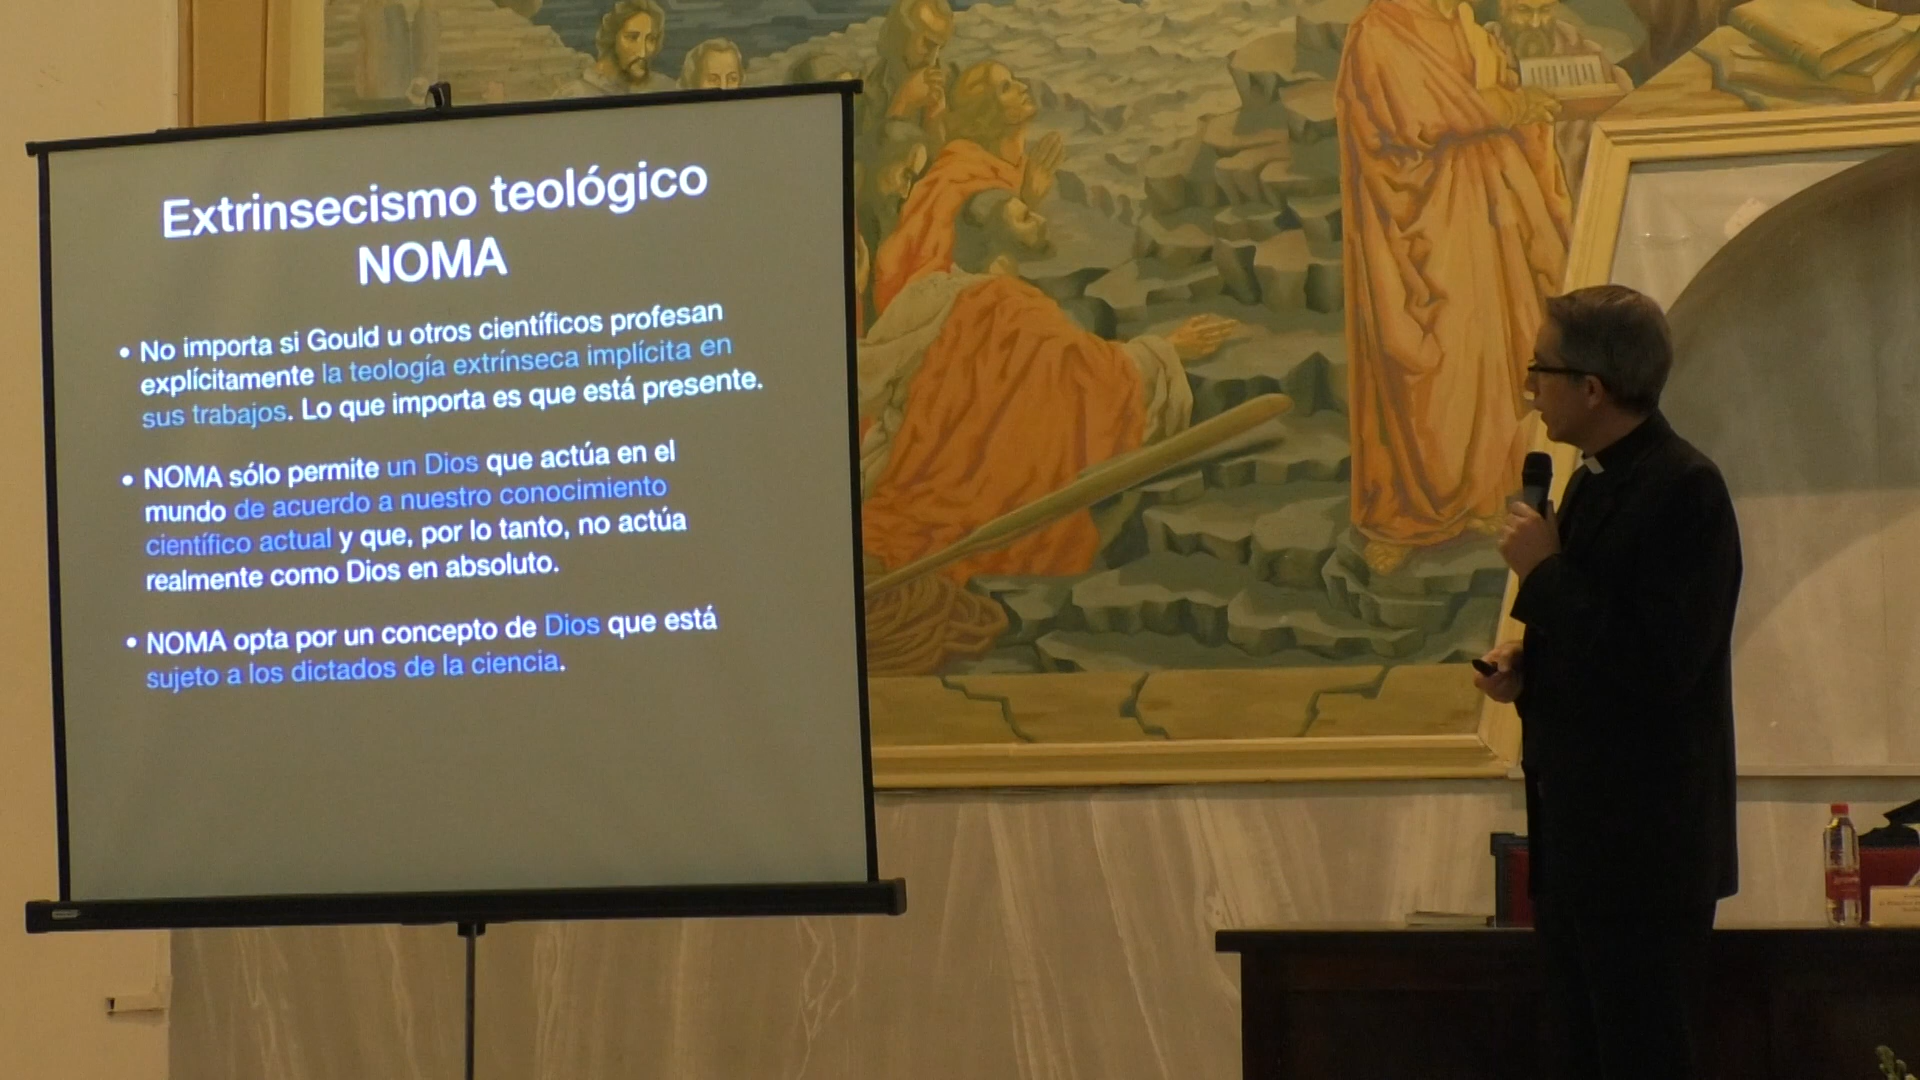 Extrinsecismo teológico
NOMA
• No importa si Gould u otros científicos profesan
explícitamente la teología extrínseca implícita en
sus trabajos. Lo que importa es que está presente.
• NOMA sólo permite un Dios que actúa en el
mundo de acuerdo a nuestro conocimiento
científico actual y que, por lo tanto, no actúa
realmente como Dios en absoluto.
• NOMA opta por un concepto de Dios que está
sujeto a los dictados de la ciencia.